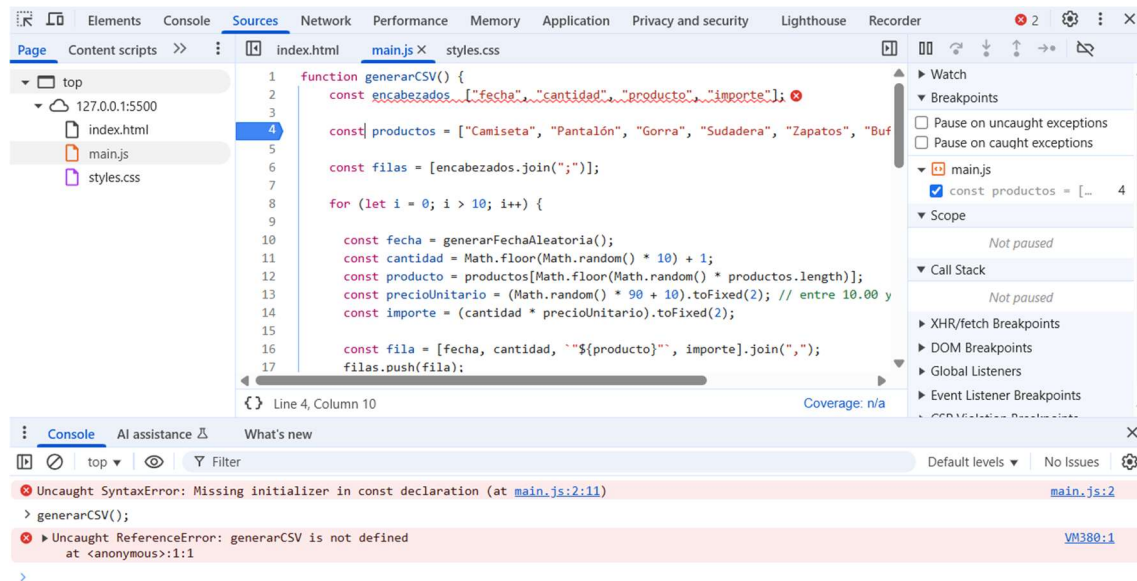 Elements Console Sources Network Performance Memory Application Privacy and security Lighthouse Recorder 2
Page Content scripts
index.html main.js styles.css
top
127.0.0.1:5500
index.html
main.js
styles.css
1 function generarCSV() {
2 const encabezados ["fecha", "cantidad", "producto", "importe"];
3
4 const productos = ["Camiseta", "Pantalón", "Gorra", "Sudadera", "Zapatos", "Buf
5
6 const filas = [encabezados.join(";")];
7
8 for (let i = 0; i > 10; i++) {
9
10 const fecha = generarFechaAleatoria();
11 const cantidad = Math.floor(Math.random() * 10) + 1;
12 const producto = productos[Math.floor(Math.random() * productos.length)];
13 const precioUnitario = (Math.random() * 90 + 10).toFixed(2); // entre 10.00 y
14 const importe = (cantidad * precioUnitario).toFixed(2);
15
16 const fila = [fecha, cantidad, `"${producto}"`, importe].join(",");
17 filas.push(fila);
{} Line 4, Column 10 Coverage: n/a
Watch
Breakpoints
Pause on uncaught exceptions
Pause on caught exceptions
main.js
const productos = [… 4
Scope
Not paused
Call Stack
Not paused
XHR/fetch Breakpoints
DOM Breakpoints
Global Listeners
Event Listener Breakpoints
Console AI assistance What's new
top Filter Default levels No Issues
Uncaught SyntaxError: Missing initializer in const declaration (at main.js:2:11) main.js:2
> generarCSV();
Uncaught ReferenceError: generarCSV is not defined VM380:1
at <anonymous>:1:1
>